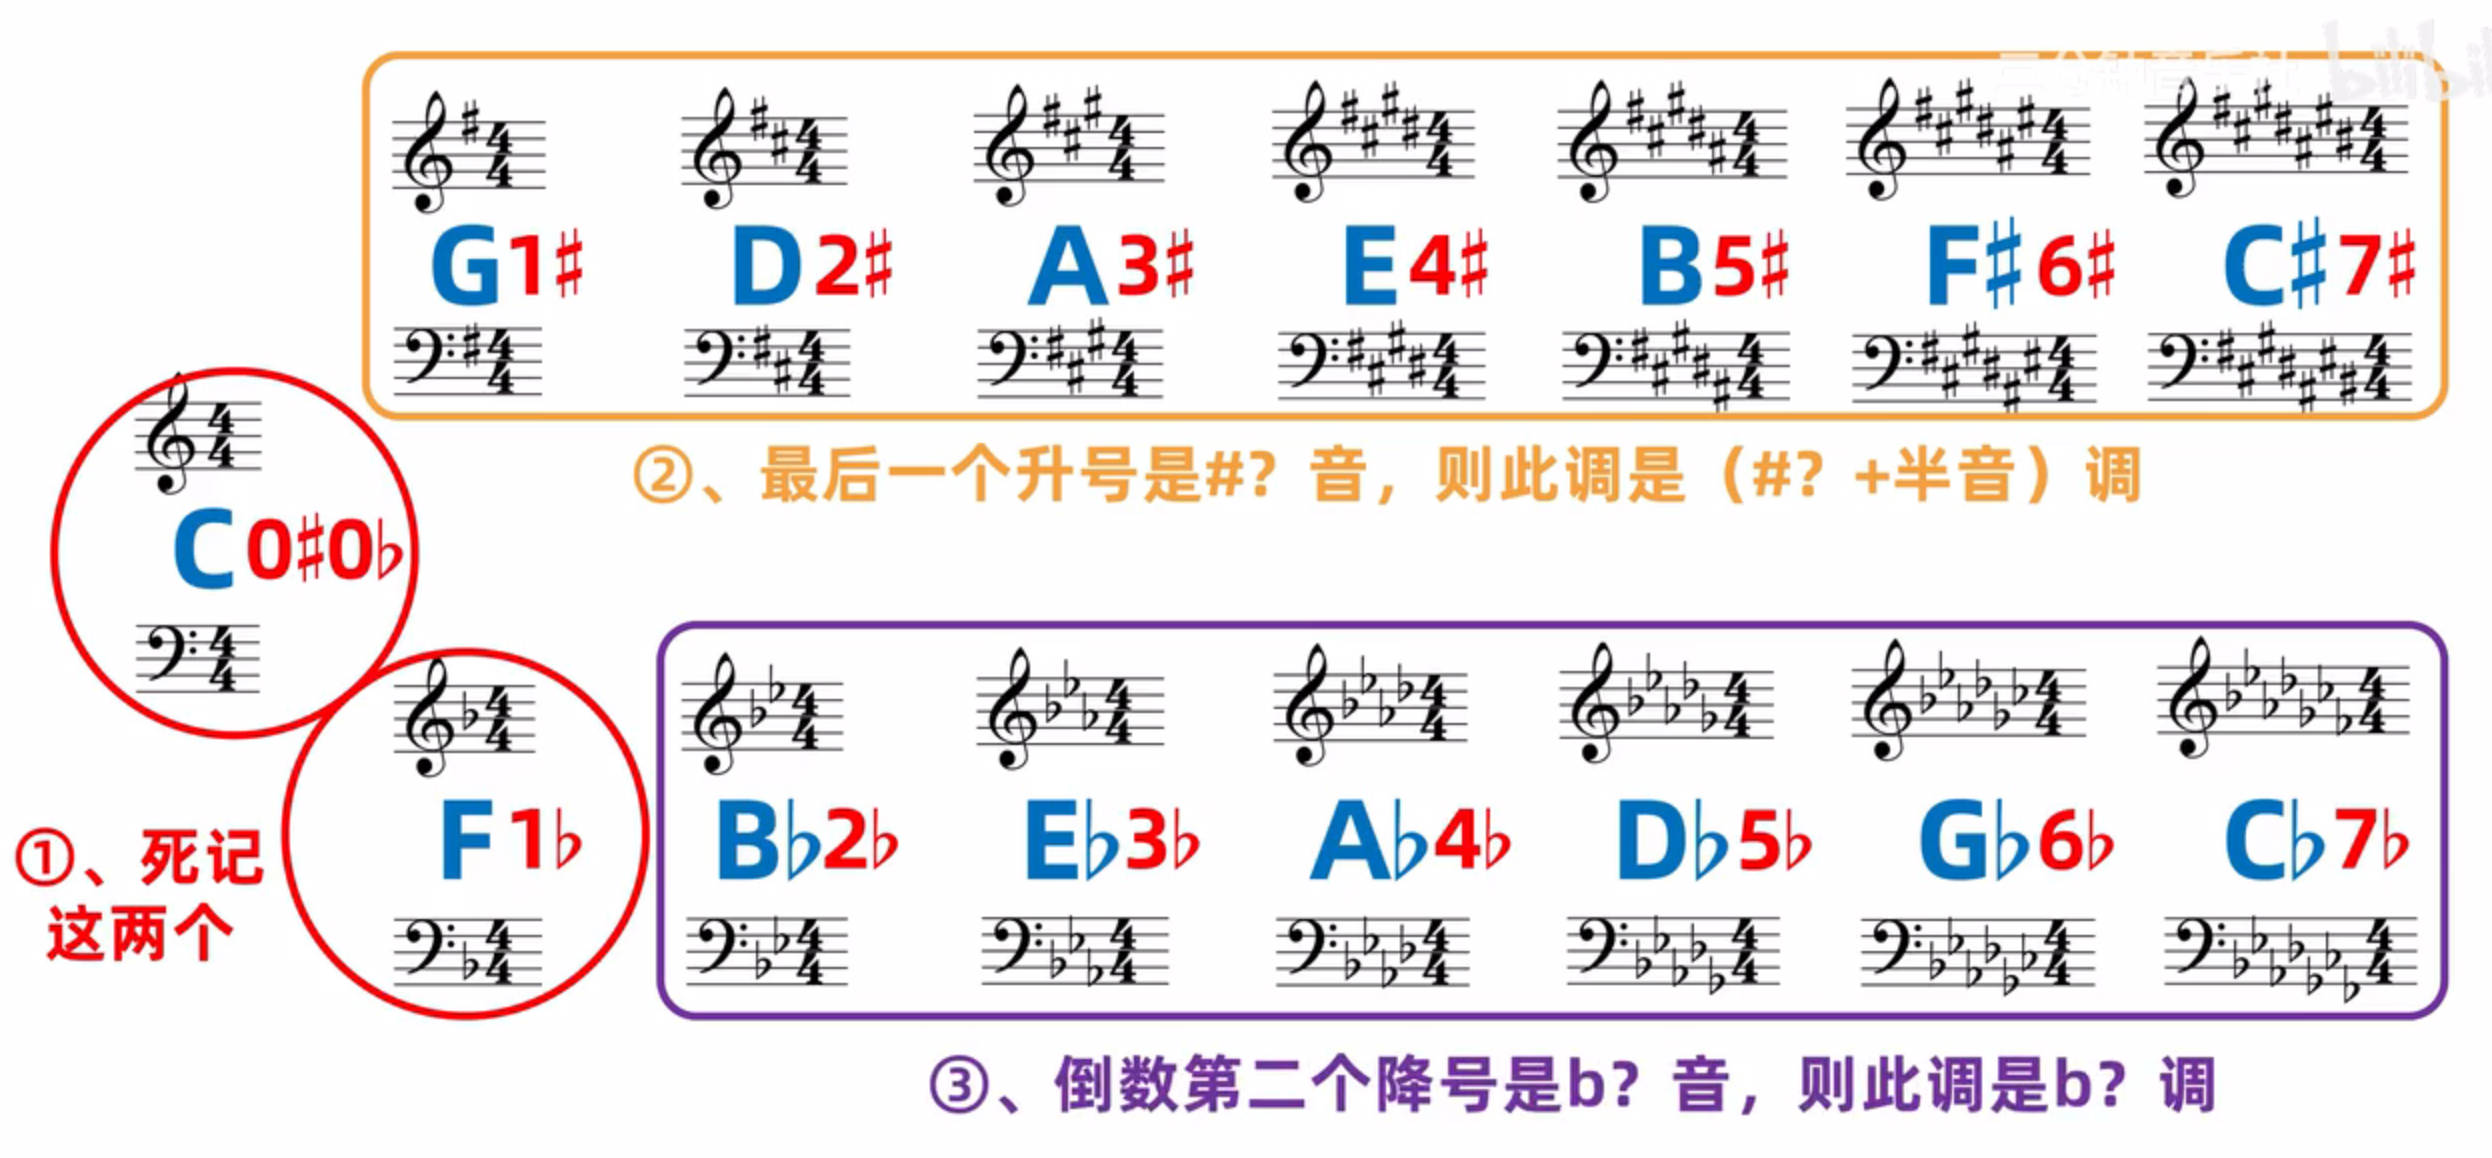 G1♯ D2♯ A3♯ E4♯ B5♯ F♯6♯ C♯7♯
②、最后一个升号是#?音，则此调是（#?+半音）调
C0♯0♭
①、死记
这两个
F1♭ B♭2♭ E♭3♭ A♭4♭ D♭5♭ G♭6♭ C♭7♭
③、倒数第二个降号是b?音，则此调是b?调